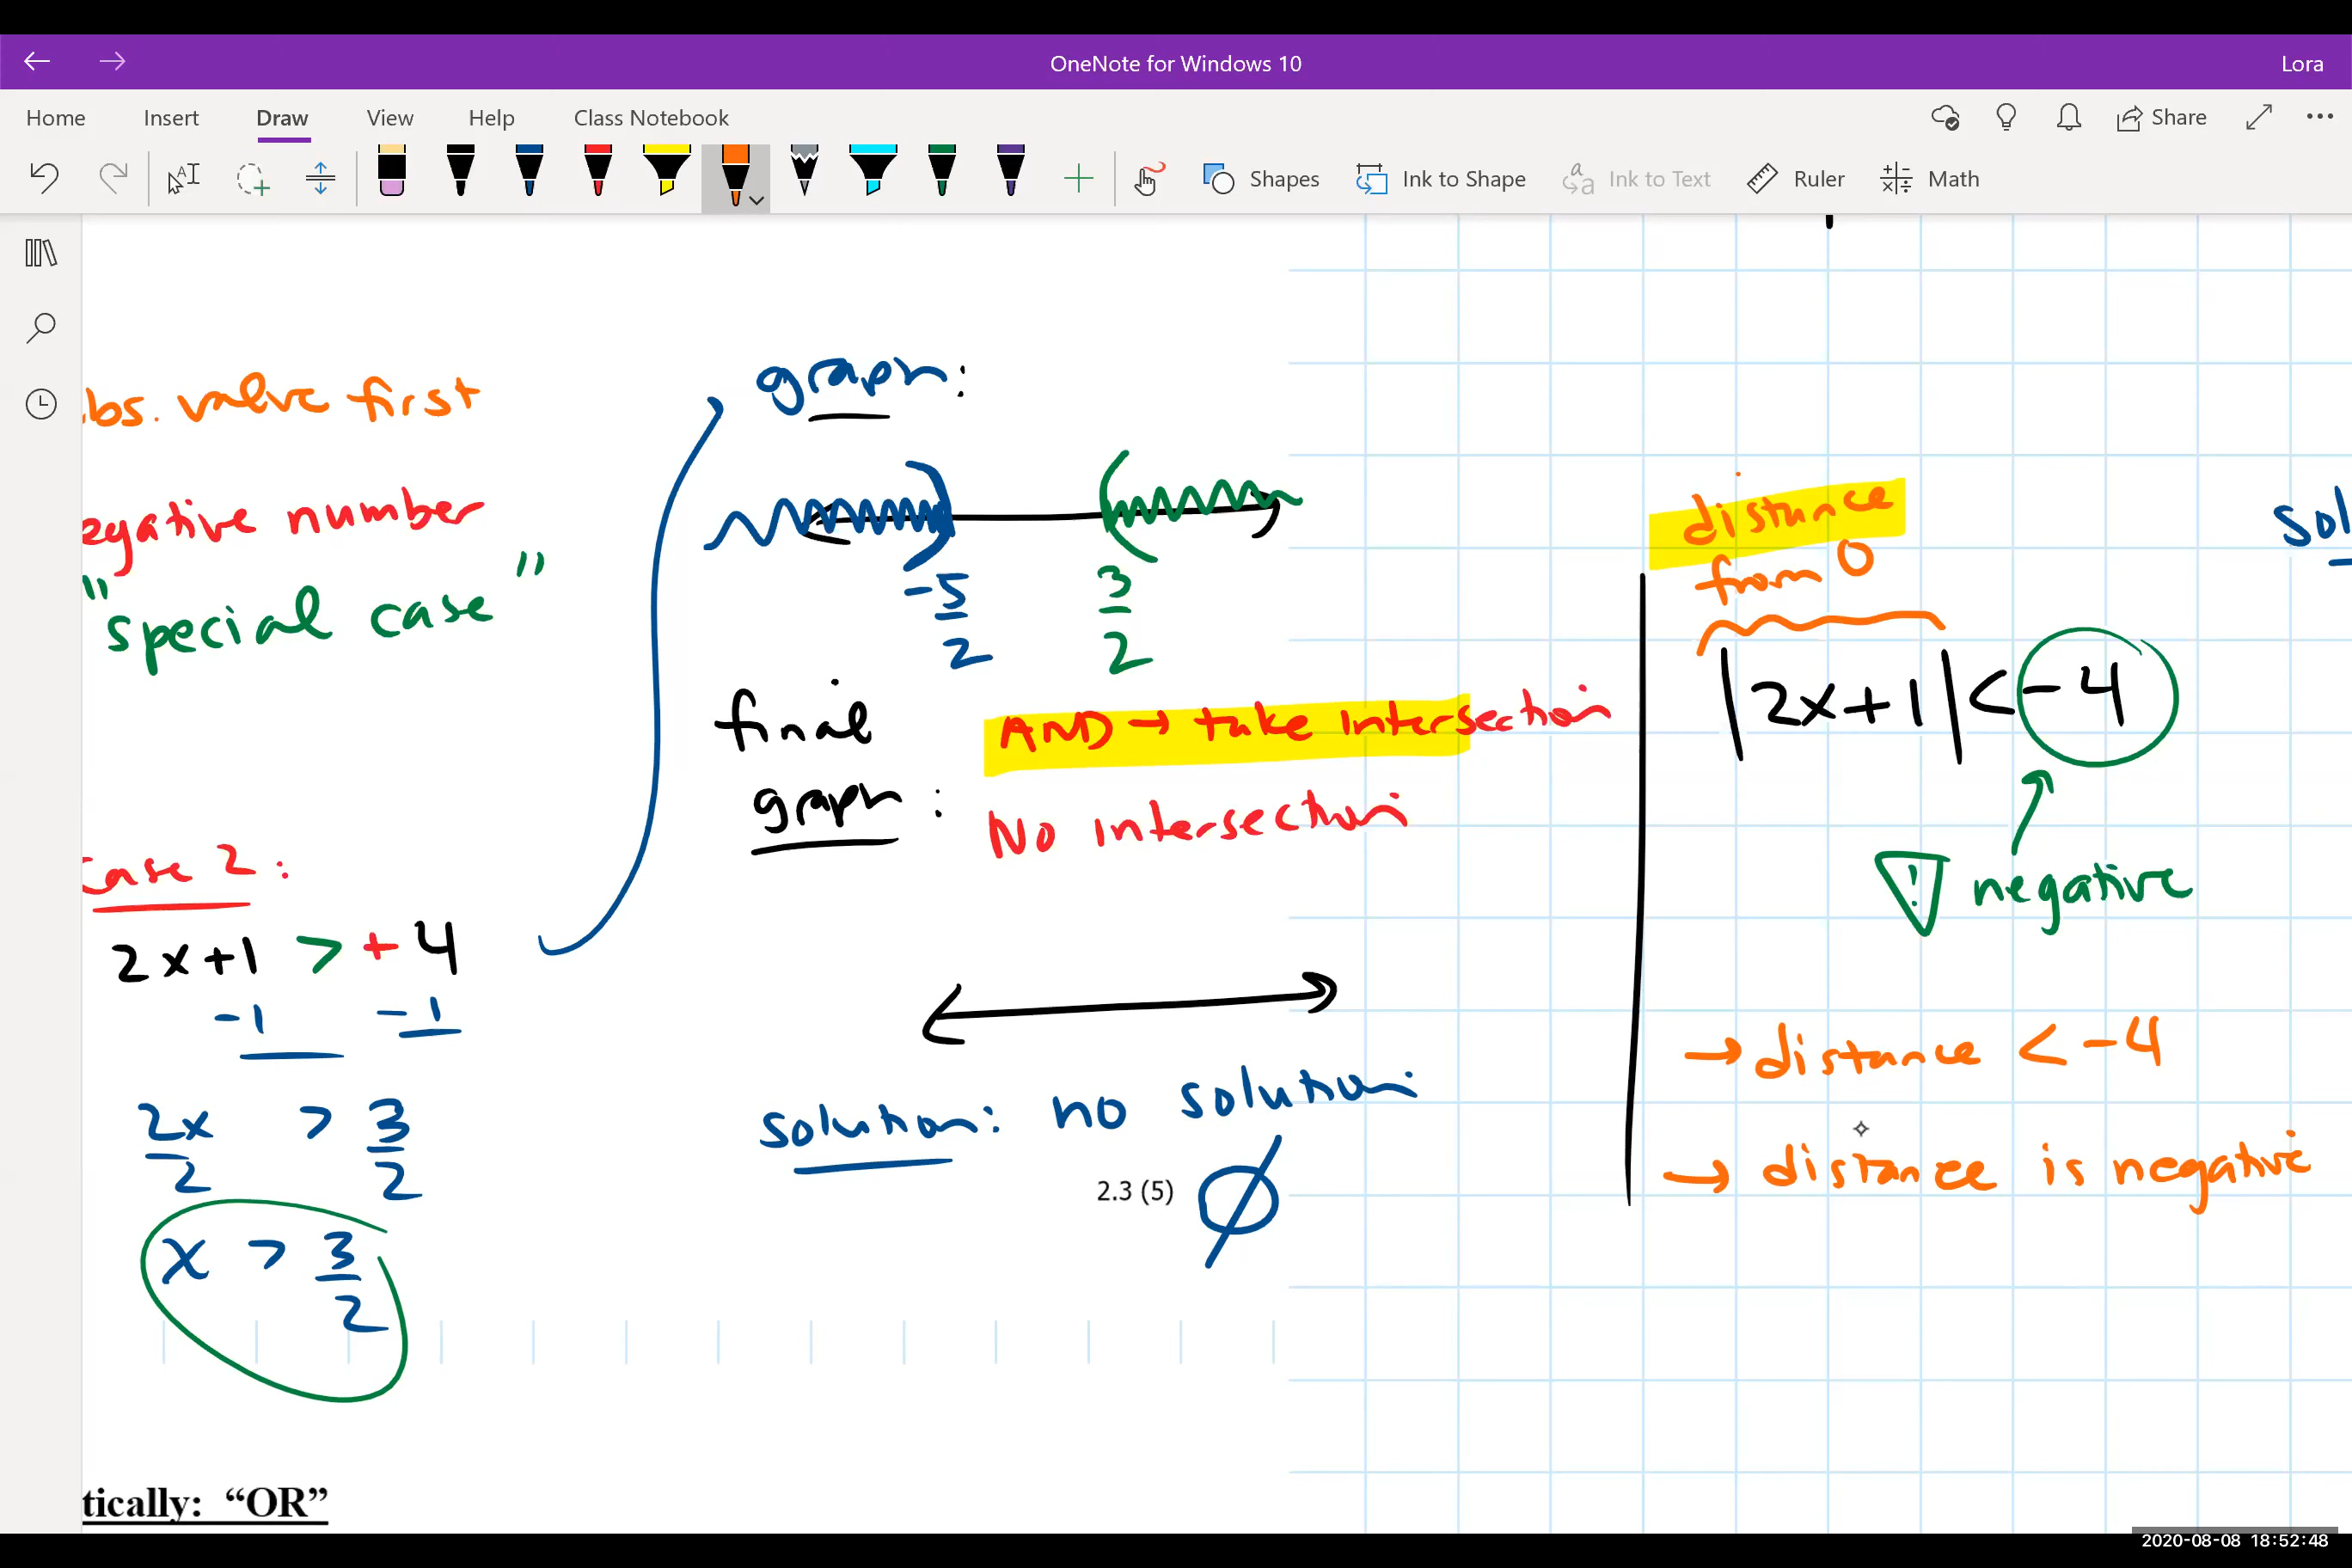 OneNote for Windows 10
Lora
Home Insert Draw View Help Class Notebook
Share
Shapes Ink to Shape Ink to Text Ruler Math
bs. value first
egative number
"special case"
Case 2:
2x+1 > +4
-1 -1
2x/2 > 3/2
x > 3/2
tically: “OR”
graph:
-5/2 3/2
final graph:
AND → take intersection
No intersection
solution: no solution
2.3 (5) ∅
distance
from 0
|2x+1| < -4
! negative
→ distance < -4
→ distance is negative
sol
2020-08-08 18:52:48